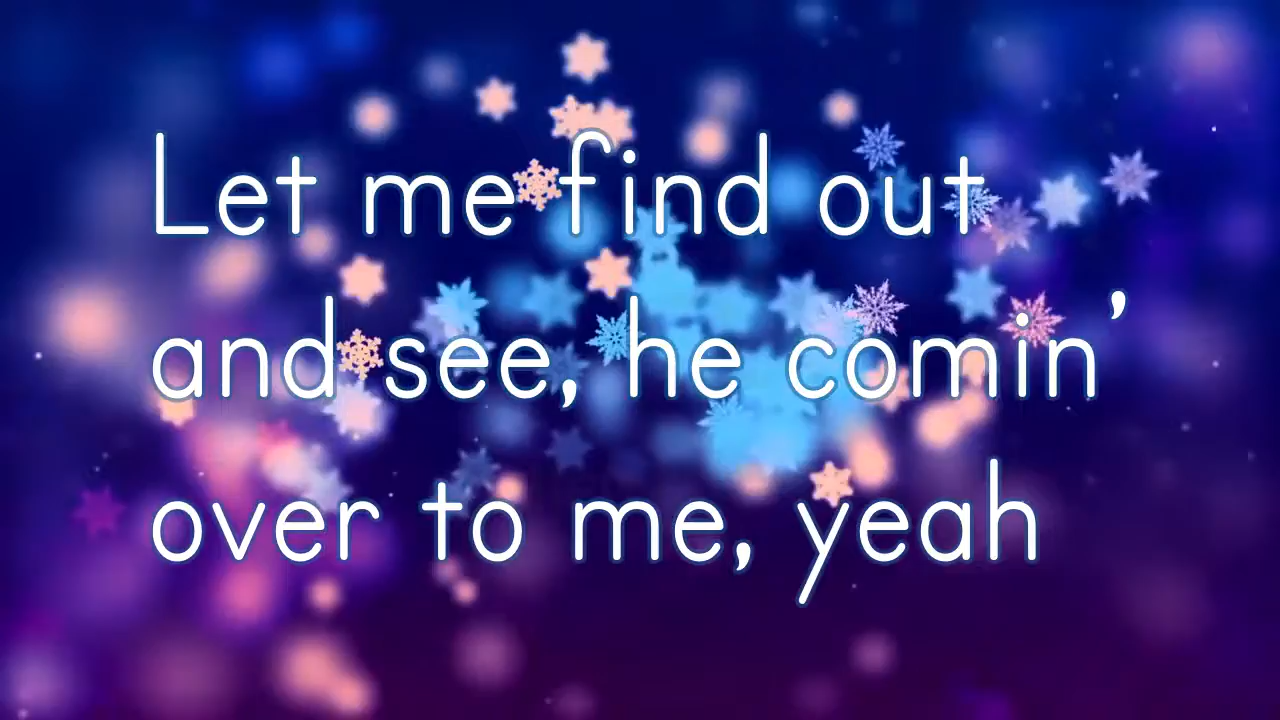 Let me find out
and see, he comin’
over to me, yeah